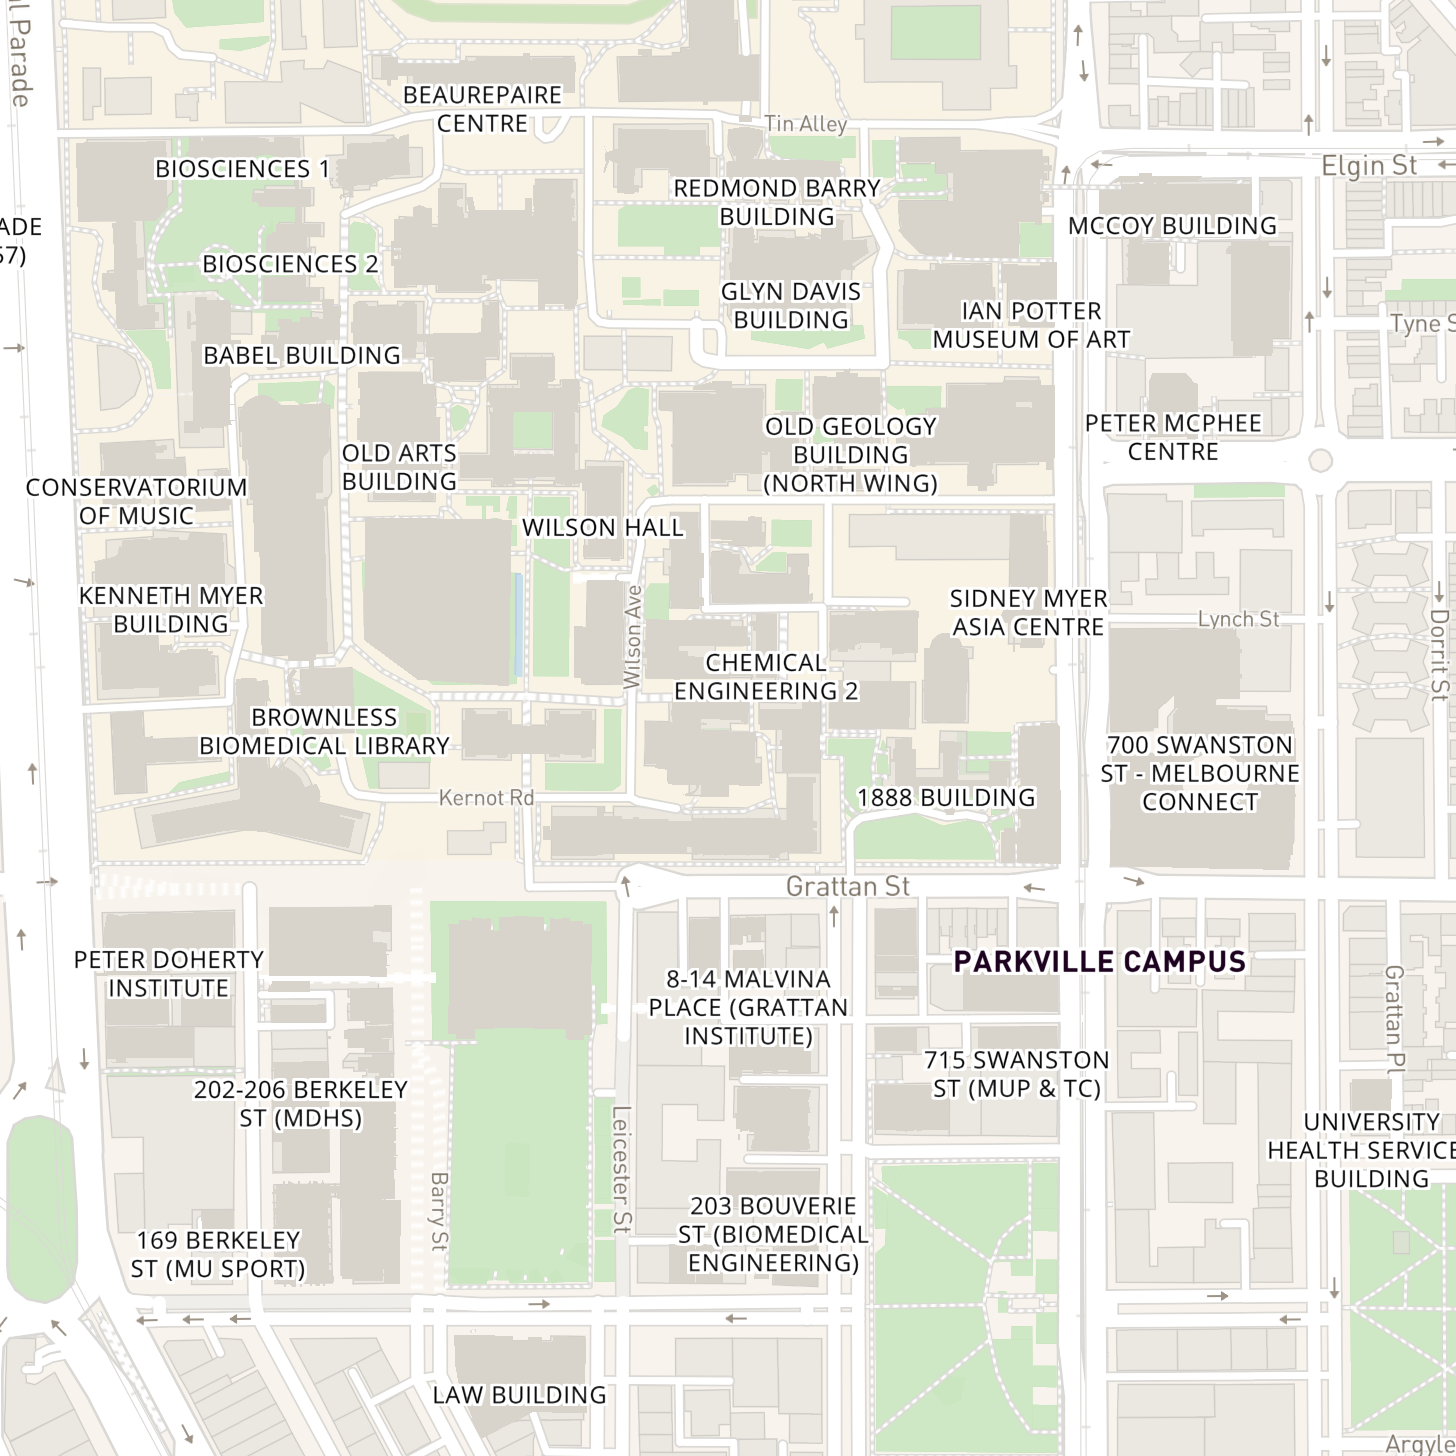 al Parade
BEAUREPAIRE
CENTRE
Tin Alley
BIOSCIENCES 1
Elgin St
REDMOND BARRY
BUILDING
MCCOY BUILDING
ADE
57)
BIOSCIENCES 2
GLYN DAVIS
BUILDING
IAN POTTER
MUSEUM OF ART
Tyne S
BABEL BUILDING
PETER MCPHEE
CENTRE
OLD GEOLOGY
BUILDING
(NORTH WING)
OLD ARTS
BUILDING
CONSERVATORIUM
OF MUSIC
WILSON HALL
KENNETH MYER
BUILDING
Wilson Ave
SIDNEY MYER
ASIA CENTRE
Lynch St
Dorrit St
CHEMICAL
ENGINEERING 2
BROWNLESS
BIOMEDICAL LIBRARY
700 SWANSTON
ST - MELBOURNE
CONNECT
Kernot Rd
1888 BUILDING
Grattan St
PETER DOHERTY
INSTITUTE
PARKVILLE CAMPUS
8-14 MALVINA
PLACE (GRATTAN
INSTITUTE)
Grattan Pl
202-206 BERKELEY
ST (MDHS)
715 SWANSTON
ST (MUP & TC)
Leicester St
UNIVERSITY
HEALTH SERVICE
BUILDING
Barry St
203 BOUVERIE
ST (BIOMEDICAL
ENGINEERING)
169 BERKELEY
ST (MU SPORT)
LAW BUILDING
Argyle